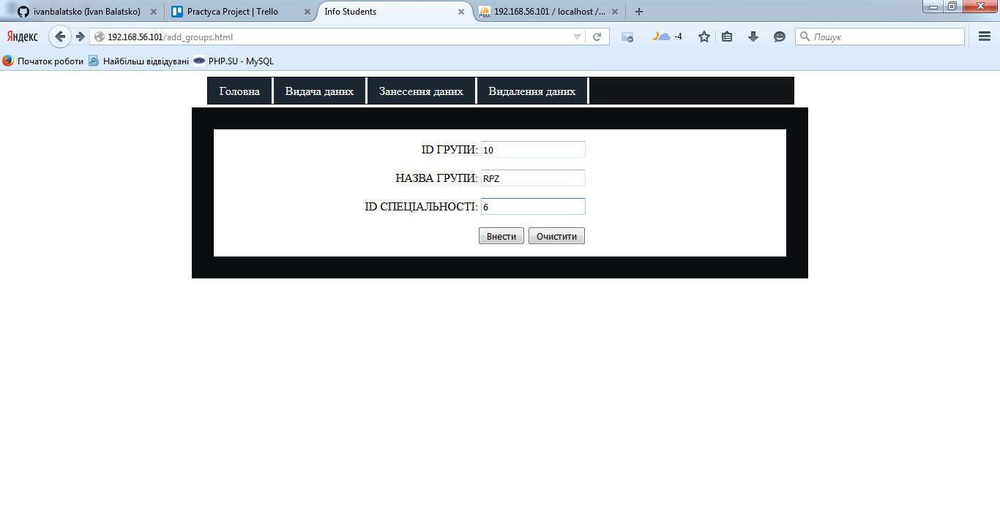 ivanbalatsko (Ivan Balatsko) Practyca Project | Trello Info Students 192.168.56.101 / localhost /...
Яндекс 192.168.56.101/add_groups.html -4 Пошук
Початок роботи Найбільш відвідувані PHP.SU - MySQL
Головна Видача даних Занесення даних Видалення даних
ID ГРУПИ: 10
НАЗВА ГРУПИ: RPZ
ID СПЕЦІАЛЬНОСТІ: 6
Внести Очистити